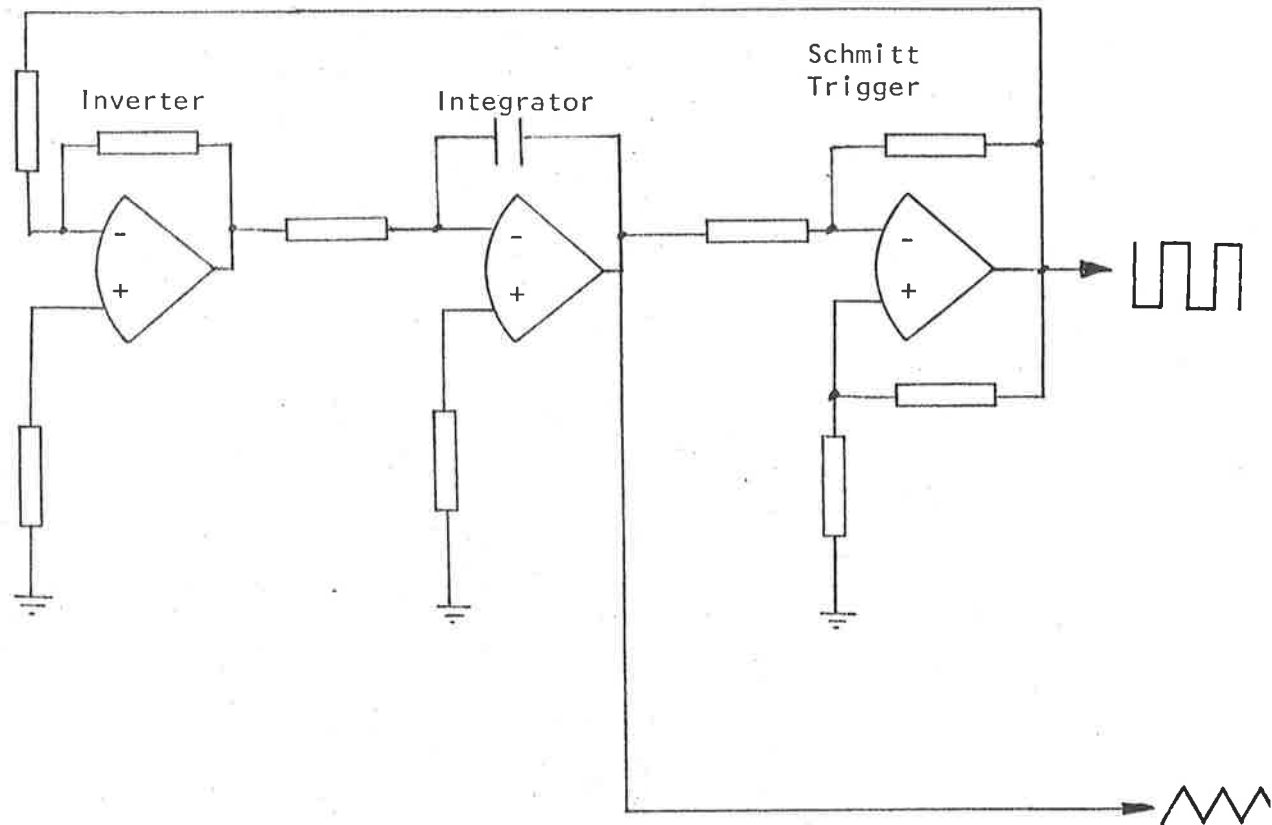 Schmitt
Trigger
Inverter
Integrator
-
+
-
+
-
+